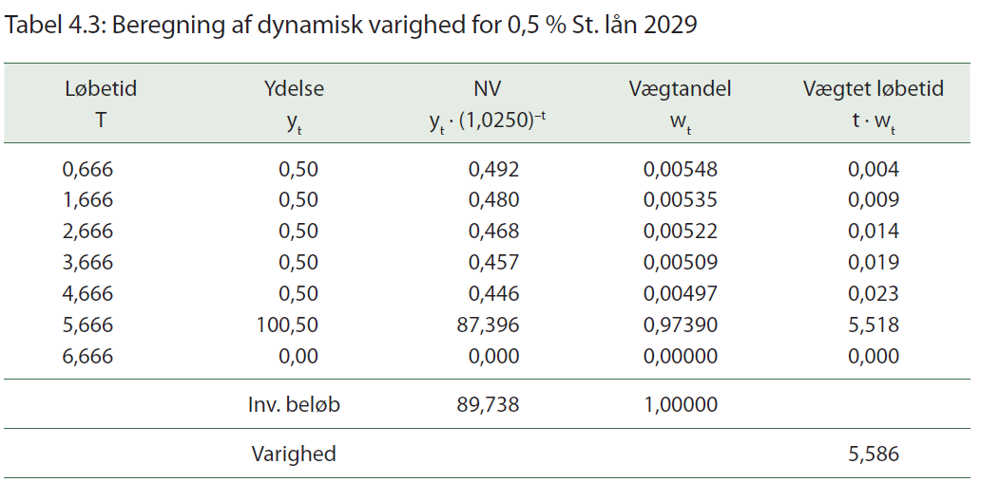 Tabel 4.3: Beregning af dynamisk varighed for 0,5 % St. lån 2029
Løbetid Ydelse NV Vægtandel Vægtet løbetid
T yₜ yₜ · (1,0250)⁻ᵗ wₜ t · wₜ
0,666 0,50 0,492 0,00548 0,004
1,666 0,50 0,480 0,00535 0,009
2,666 0,50 0,468 0,00522 0,014
3,666 0,50 0,457 0,00509 0,019
4,666 0,50 0,446 0,00497 0,023
5,666 100,50 87,396 0,97390 5,518
6,666 0,00 0,000 0,00000 0,000
Inv. beløb 89,738 1,00000
Varighed 5,586